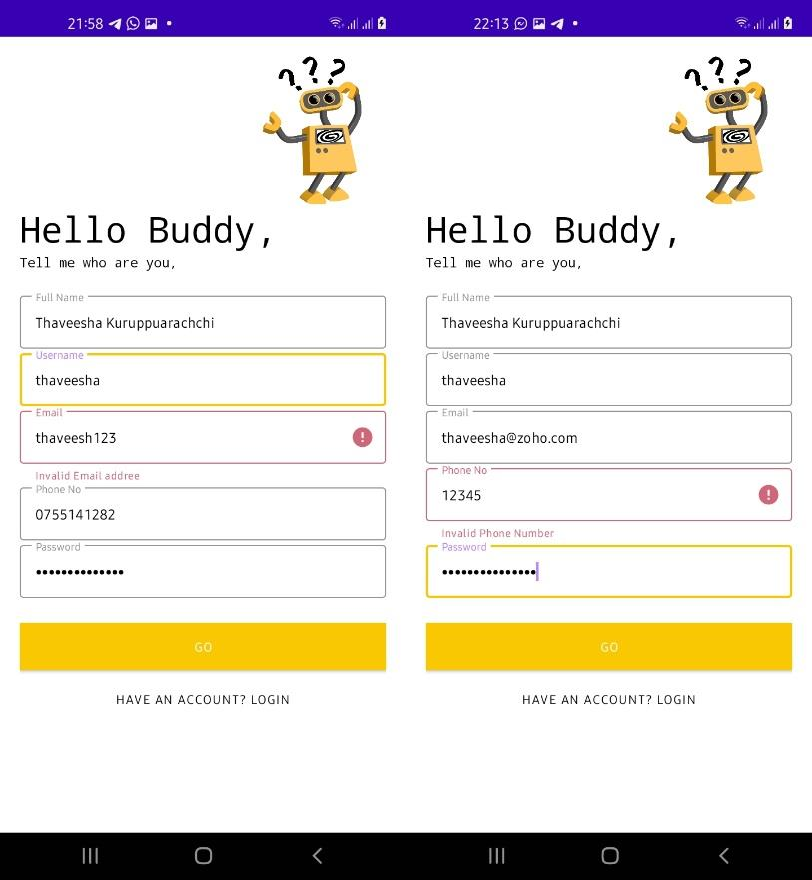 21:58
???
Hello Buddy,
Tell me who are you,
Full Name
Thaveesha Kuruppuarachchi
Username
thaveesha
Email
thaveesh123
Invalid Email addree
Phone No
0755141282
Password
••••••••••••••
GO
HAVE AN ACCOUNT? LOGIN
22:13
???
Hello Buddy,
Tell me who are you,
Full Name
Thaveesha Kuruppuarachchi
Username
thaveesha
Email
thaveesha@zoho.com
Phone No
12345
Invalid Phone Number
Password
•••••••••••••••
GO
HAVE AN ACCOUNT? LOGIN